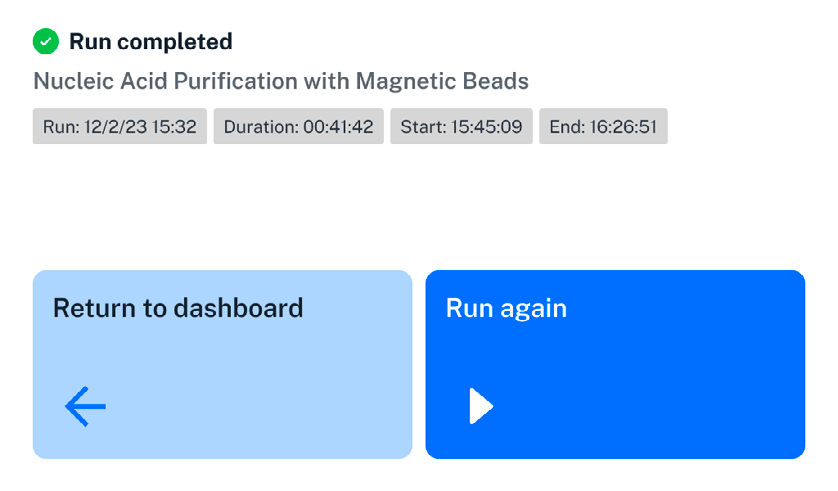 Run completed
Nucleic Acid Purification with Magnetic Beads
Run: 12/2/23 15:32 Duration: 00:41:42 Start: 15:45:09 End: 16:26:51
Return to dashboard
Run again